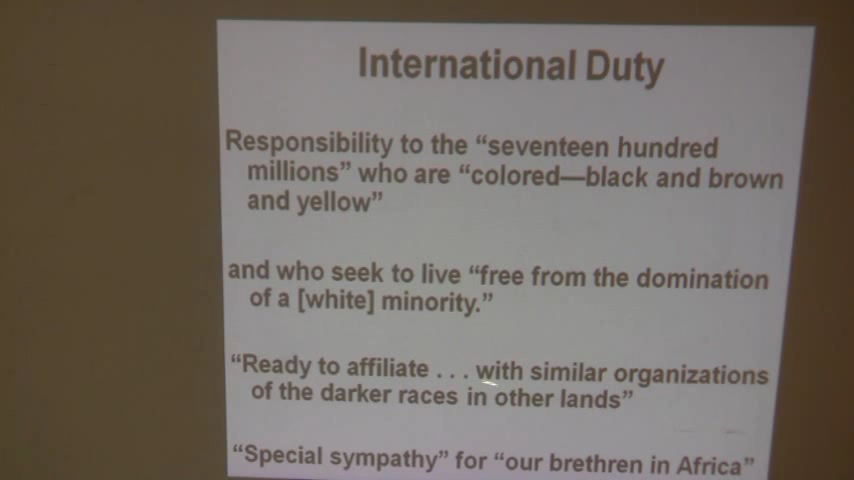 International Duty
Responsibility to the “seventeen hundred
millions” who are “colored—black and brown
and yellow”
and who seek to live “free from the domination
of a [white] minority.”
“Ready to affiliate . . . with similar organizations
of the darker races in other lands”
“Special sympathy” for “our brethren in Africa”